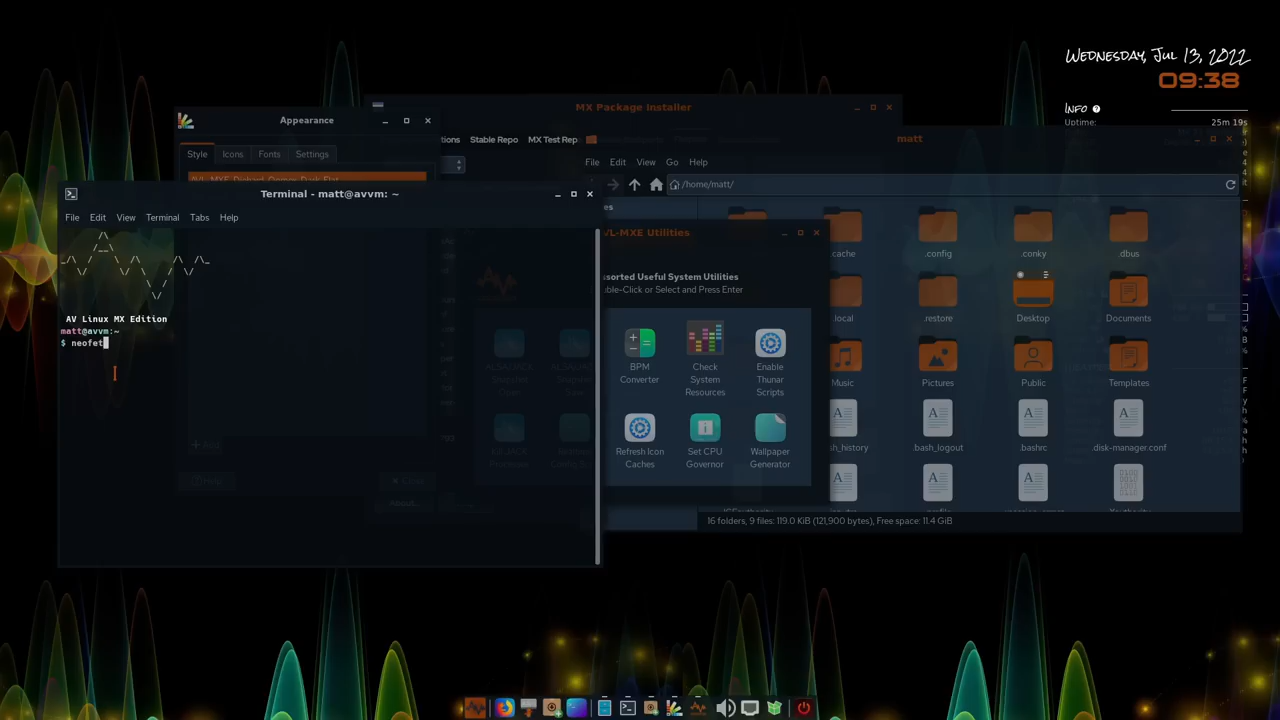 Wednesday, Jul 13, 2022
09:38
Info ?
Uptime: 25m 19s
MX Package Installer
Stable Repo MX Test Rep
Appearance
Style Icons Fonts Settings
matt
File Edit View Go Help
/home/matt/
.cache .config .conky .dbus
.local .restore Desktop Documents
Music Pictures Public Templates
.bash_logout .bashrc .disk-manager.conf
16 folders, 9 files: 119.0 KiB (121,900 bytes), Free space: 11.4 GiB
VL-MXE Utilities
ssorted Useful System Utilities
uble-Click or Select and Press Enter
BPM Converter
Check System Resources
Enable Thunar Scripts
Refresh Icon Caches
Set CPU Governor
Wallpaper Generator
Terminal - matt@avvm: ~
File Edit View Terminal Tabs Help
AV Linux MX Edition
matt@avvm:~
$ neofet
+ Add
Help